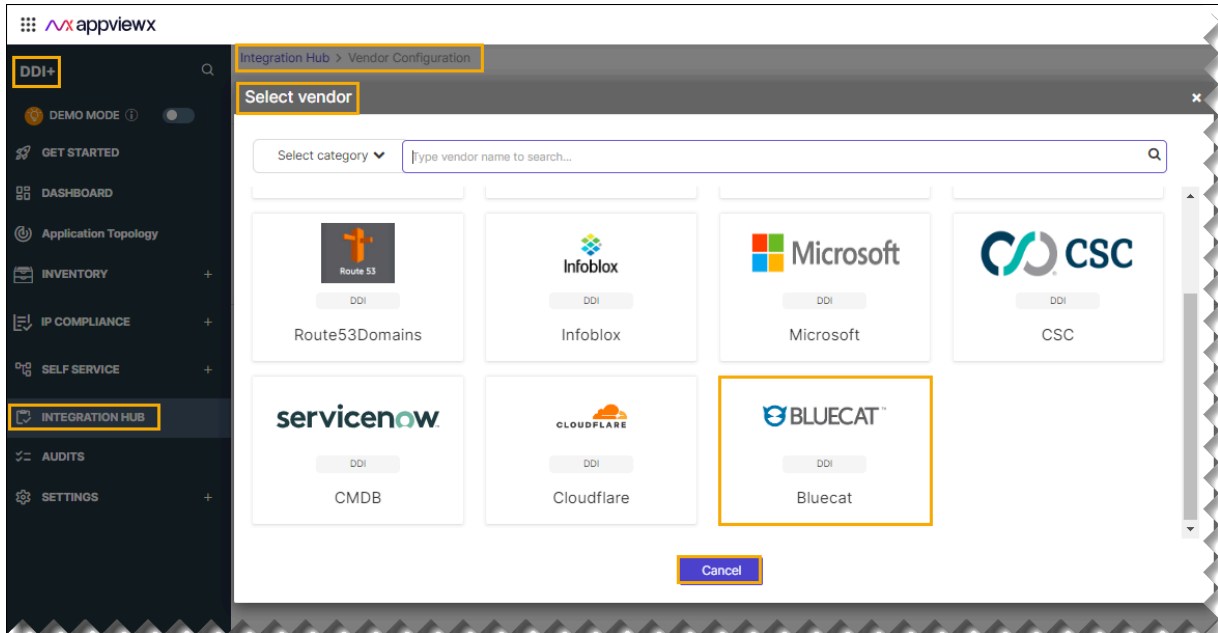 appviewx
DDI+
DEMO MODE
GET STARTED
DASHBOARD
Application Topology
INVENTORY +
IP COMPLIANCE +
SELF SERVICE +
INTEGRATION HUB
AUDITS
SETTINGS +
Integration Hub > Vendor Configuration
Select vendor ×
Select category
Type vendor name to search...
Route 53
DDI
Route53Domains
Infoblox
DDI
Infoblox
Microsoft
DDI
Microsoft
CSC
DDI
CSC
servicenow
DDI
CMDB
CLOUDFLARE
DDI
Cloudflare
BLUECAT™
DDI
Bluecat
Cancel